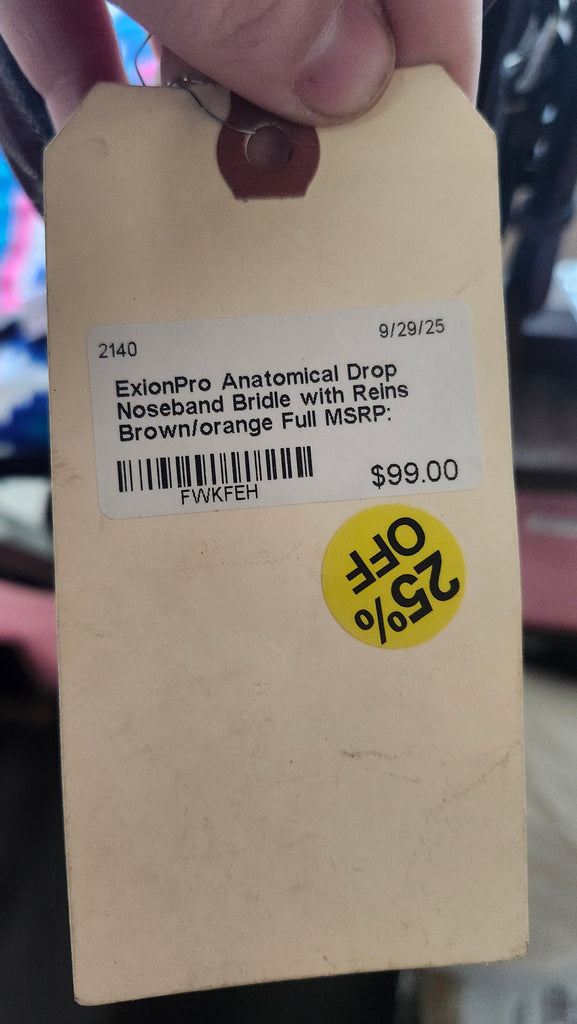 2140
9/29/25
ExionPro Anatomical Drop
Noseband Bridle with Reins
Brown/orange Full MSRP:
FWKFEH
$99.00
25%
OFF